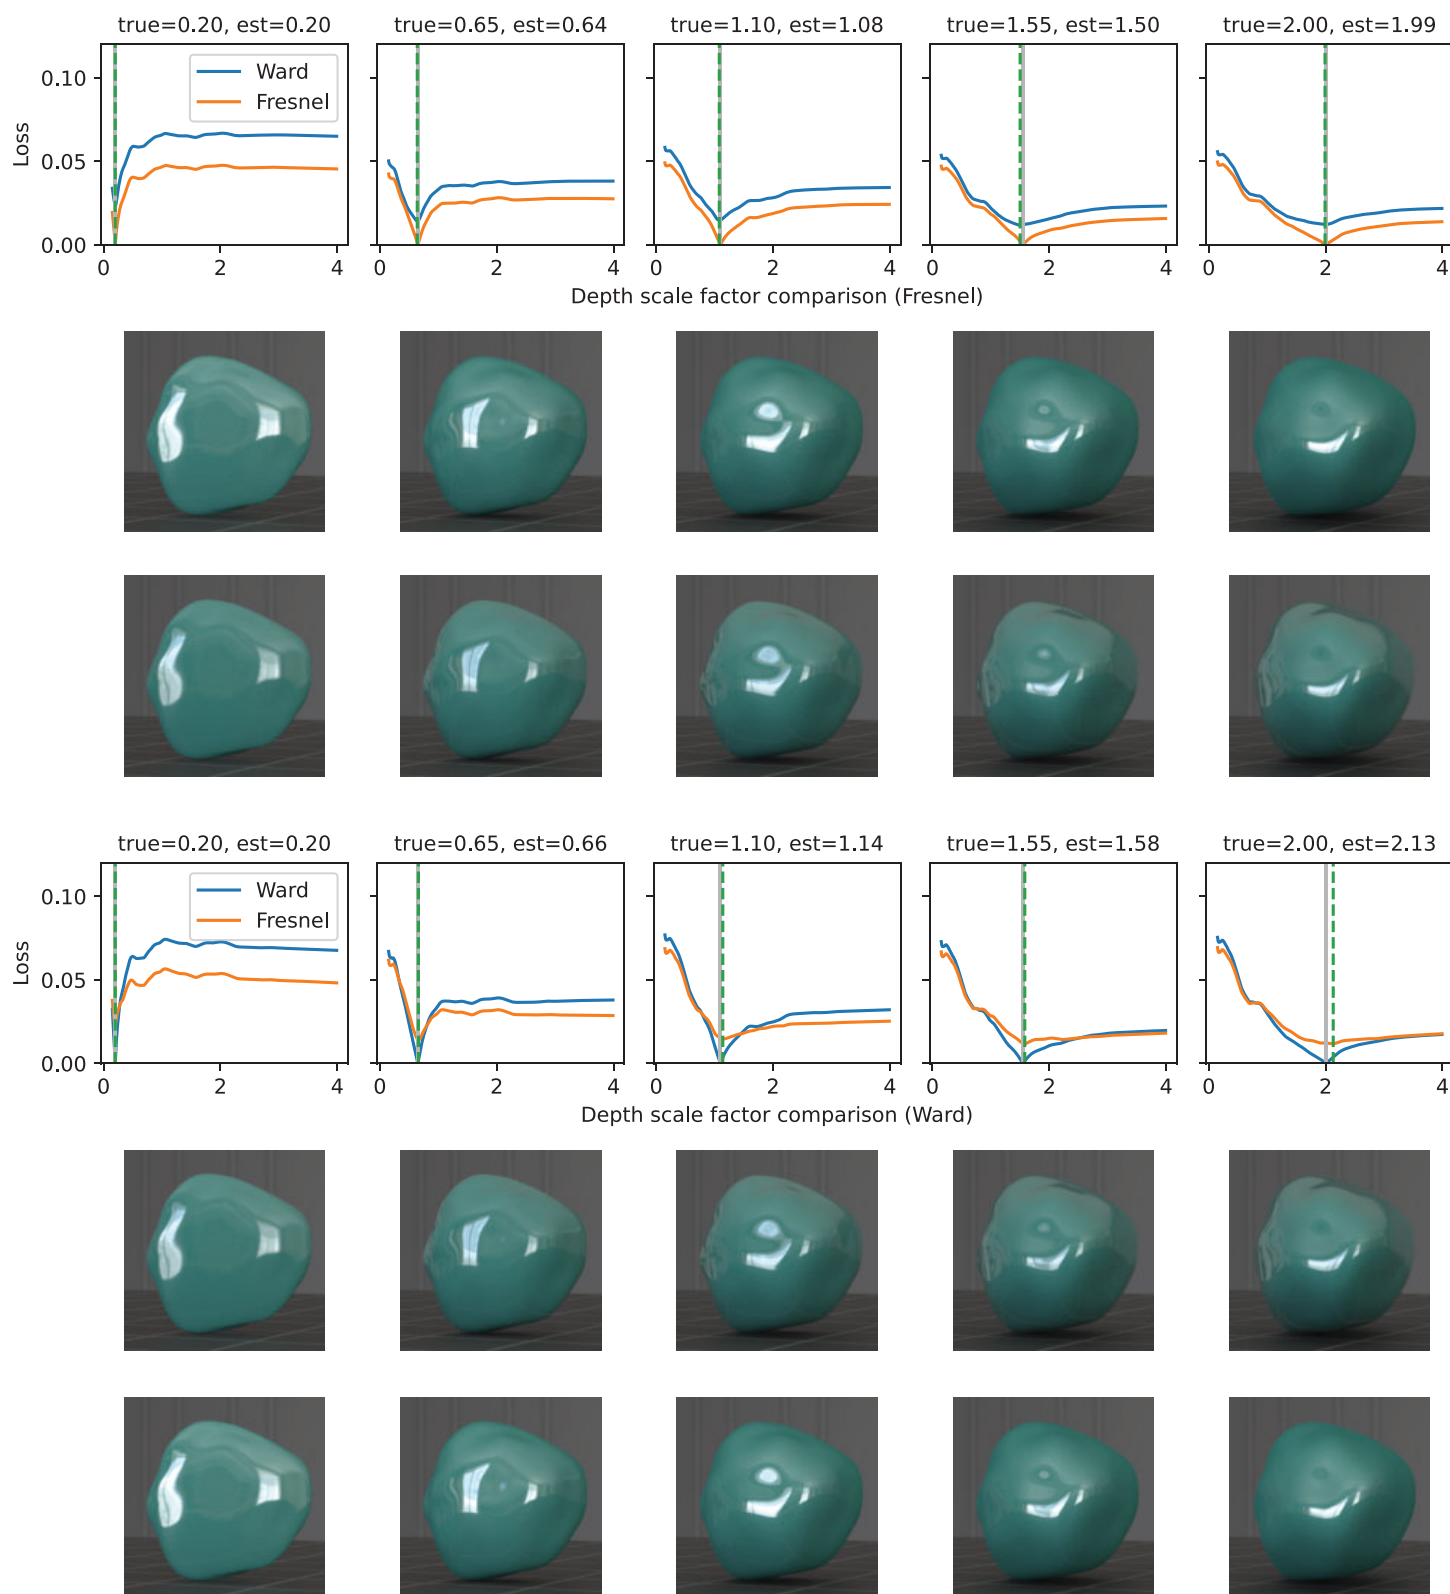 true=0.20, est=0.20 true=0.65, est=0.64 true=1.10, est=1.08 true=1.55, est=1.50 true=2.00, est=1.99
0.10
0.05
0.00
Loss
Ward
Fresnel
0 2 4 0 2 4 0 2 4 0 2 4 0 2 4
Depth scale factor comparison (Fresnel)
true=0.20, est=0.20 true=0.65, est=0.66 true=1.10, est=1.14 true=1.55, est=1.58 true=2.00, est=2.13
0.10
0.05
0.00
Loss
Ward
Fresnel
0 2 4 0 2 4 0 2 4 0 2 4 0 2 4
Depth scale factor comparison (Ward)